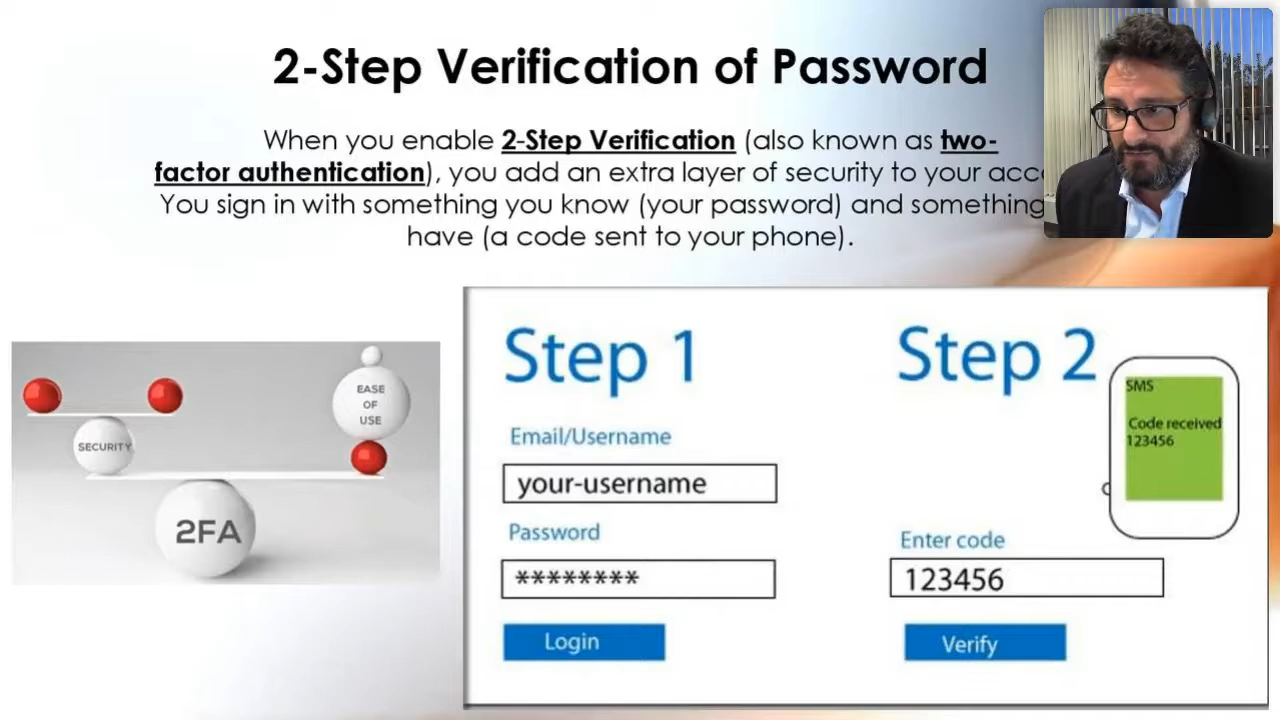 2-Step Verification of Password
When you enable 2-Step Verification (also known as two-
factor authentication), you add an extra layer of security to your
You sign in with something you know (your password) and something
have (a code sent to your phone).
SECURITY
EASE
OF
USE
2FA
Step 1
Email/Username
your-username
Password
********
Login
Step 2
SMS
Code received
123456
Enter code
123456
Verify